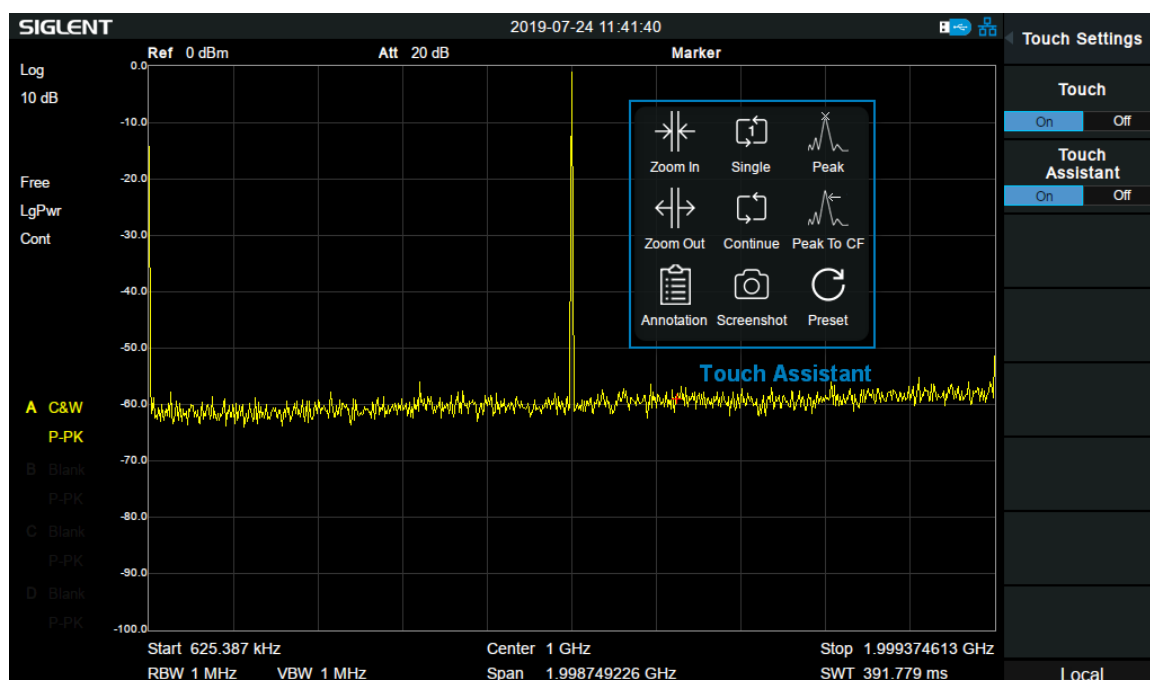 SIGLENT
2019-07-24 11:41:40
Touch Settings
Ref 0 dBm Att 20 dB Marker
Log
10 dB
Free
LgPwr
Cont
A C&W
P-PK
B Blank
P-PK
C Blank
P-PK
D Blank
P-PK
0.0
-10.0
-20.0
-30.0
-40.0
-50.0
-60.0
-70.0
-80.0
-90.0
-100.0
1
Zoom In Single Peak
Zoom Out Continue Peak To CF
Annotation Screenshot Preset
Touch Assistant
Start 625.387 kHz Center 1 GHz Stop 1.999374613 GHz
RBW 1 MHz VBW 1 MHz Span 1.998749226 GHz SWT 391.779 ms
Touch
On Off
Touch
Assistant
On Off
Local